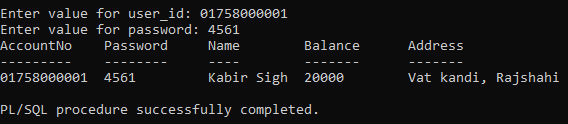 Enter value for user_id: 01758000001
Enter value for password: 4561
AccountNo Password Name Balance Address
--------- -------- ---- ------- -------
01758000001 4561 Kabir Sigh 20000 Vat kandi, Rajshahi
PL/SQL procedure successfully completed.